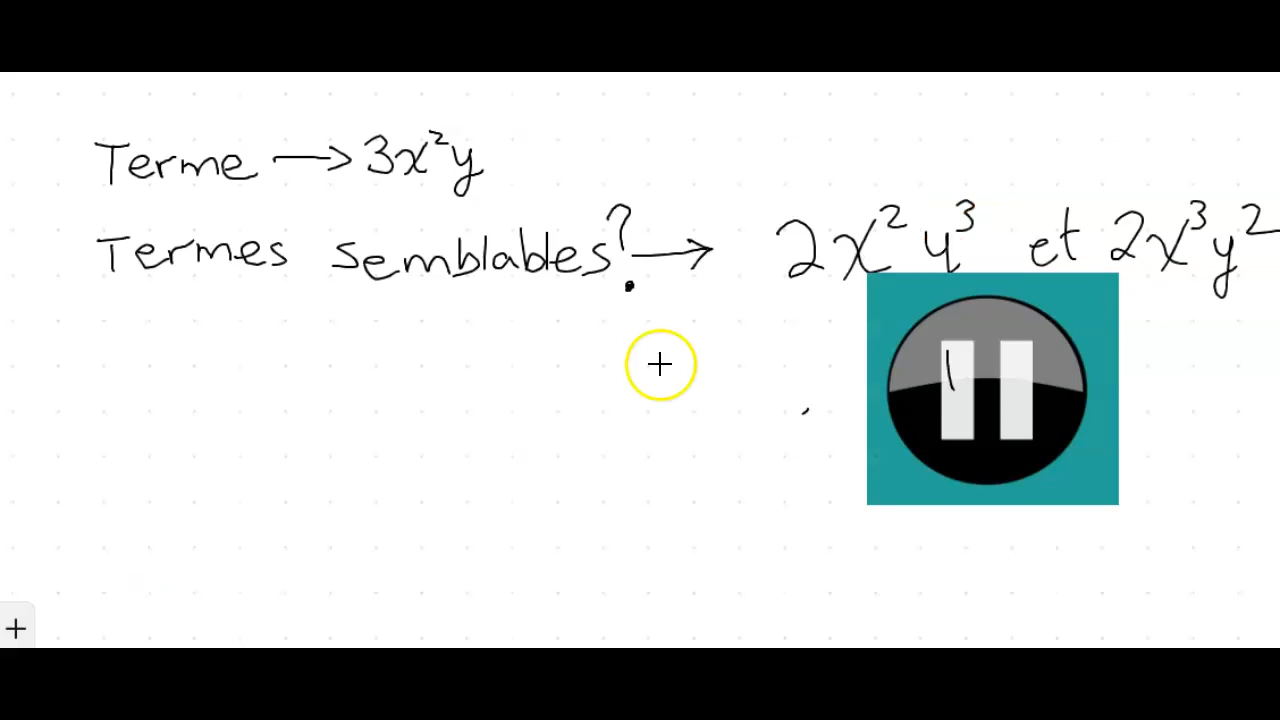 Terme → 3x²y
Termes semblables? → 2x²y³ et 2x³y²